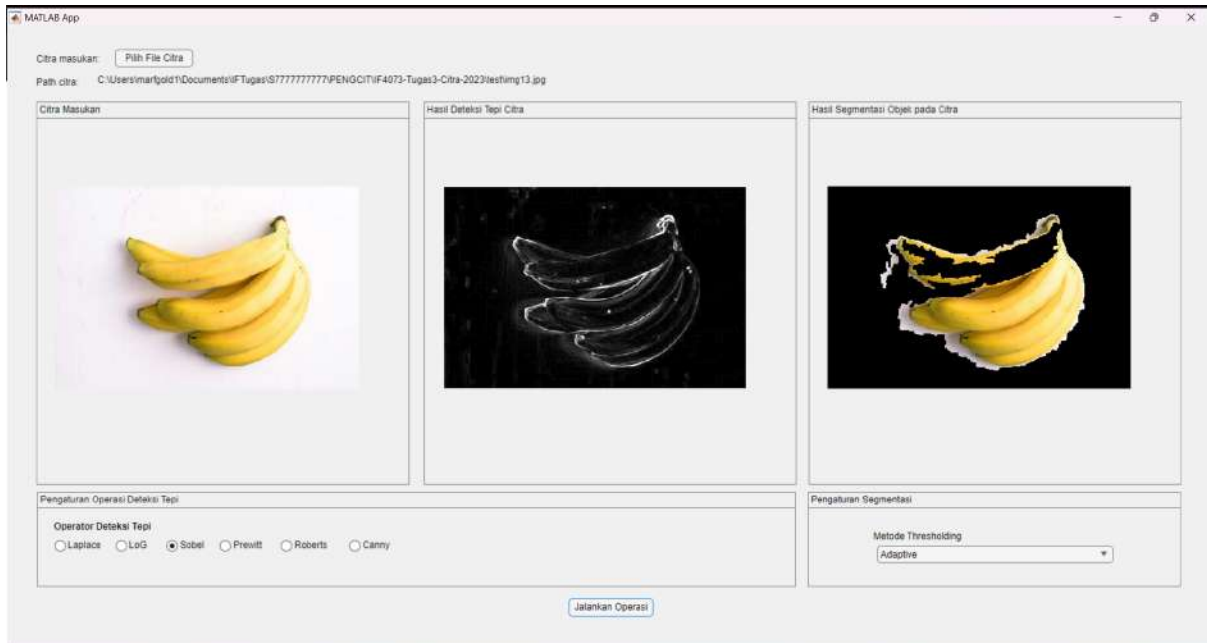 MATLAB App
Citra masukan: Pilih File Citra
Path citra: C:\Users\marfgold1\Documents\IFTugas\S7777777777\PENGCIT\IF4073-Tugas3-Citra-2023\test\img13.jpg
Citra Masukan
Hasil Deteksi Tepi Citra
Hasil Segmentasi Objek pada Citra
Pengaturan Operasi Deteksi Tepi
Operator Deteksi Tepi
Laplace LoG Sobel Prewitt Roberts Canny
Pengaturan Segmentasi
Metode Thresholding
Adaptive
Jalankan Operasi